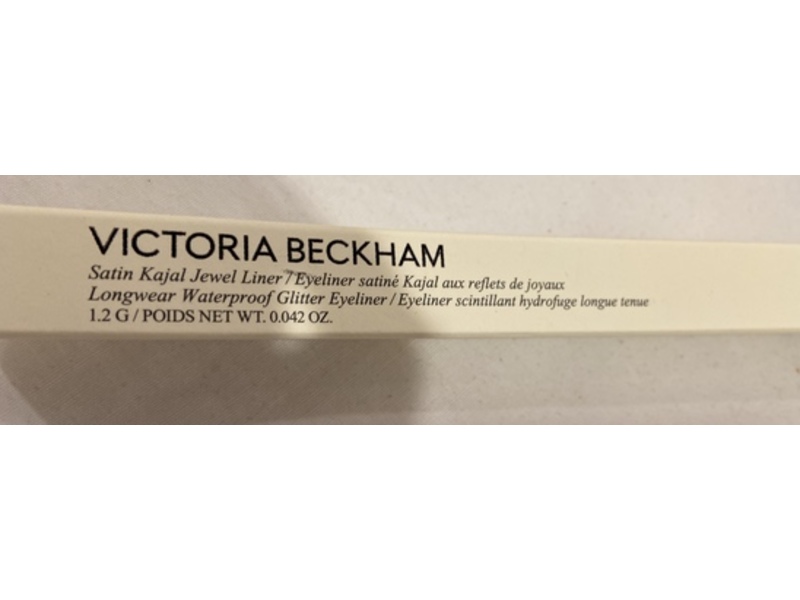 VICTORIA BECKHAM
Satin Kajal Jewel Liner / Eyeliner satiné Kajal aux reflets de joyaux
Longwear Waterproof Glitter Eyeliner / Eyeliner scintillant hydrofuge longue tenue
1.2 G / POIDS NET WT. 0.042 OZ.